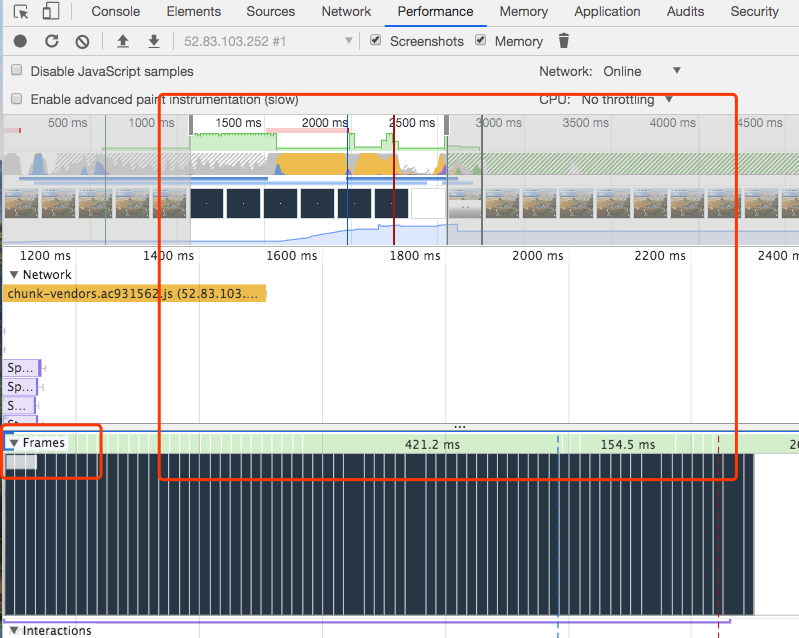 Console Elements Sources Network Performance Memory Application Audits Security
52.83.103.252 #1 Screenshots Memory
Disable JavaScript samples Network: Online
Enable advanced paint instrumentation (slow) CPU: No throttling
500 ms 1000 ms 1500 ms 2000 ms 2500 ms 3000 ms 3500 ms 4000 ms 4500 ms
1200 ms 1400 ms 1600 ms 1800 ms 2000 ms 2200 ms 2400 m
Network
chunk-vendors.ac931562.js (52.83.103....
Sp...
Sp...
S...
Frames 421.2 ms 154.5 ms
Interactions